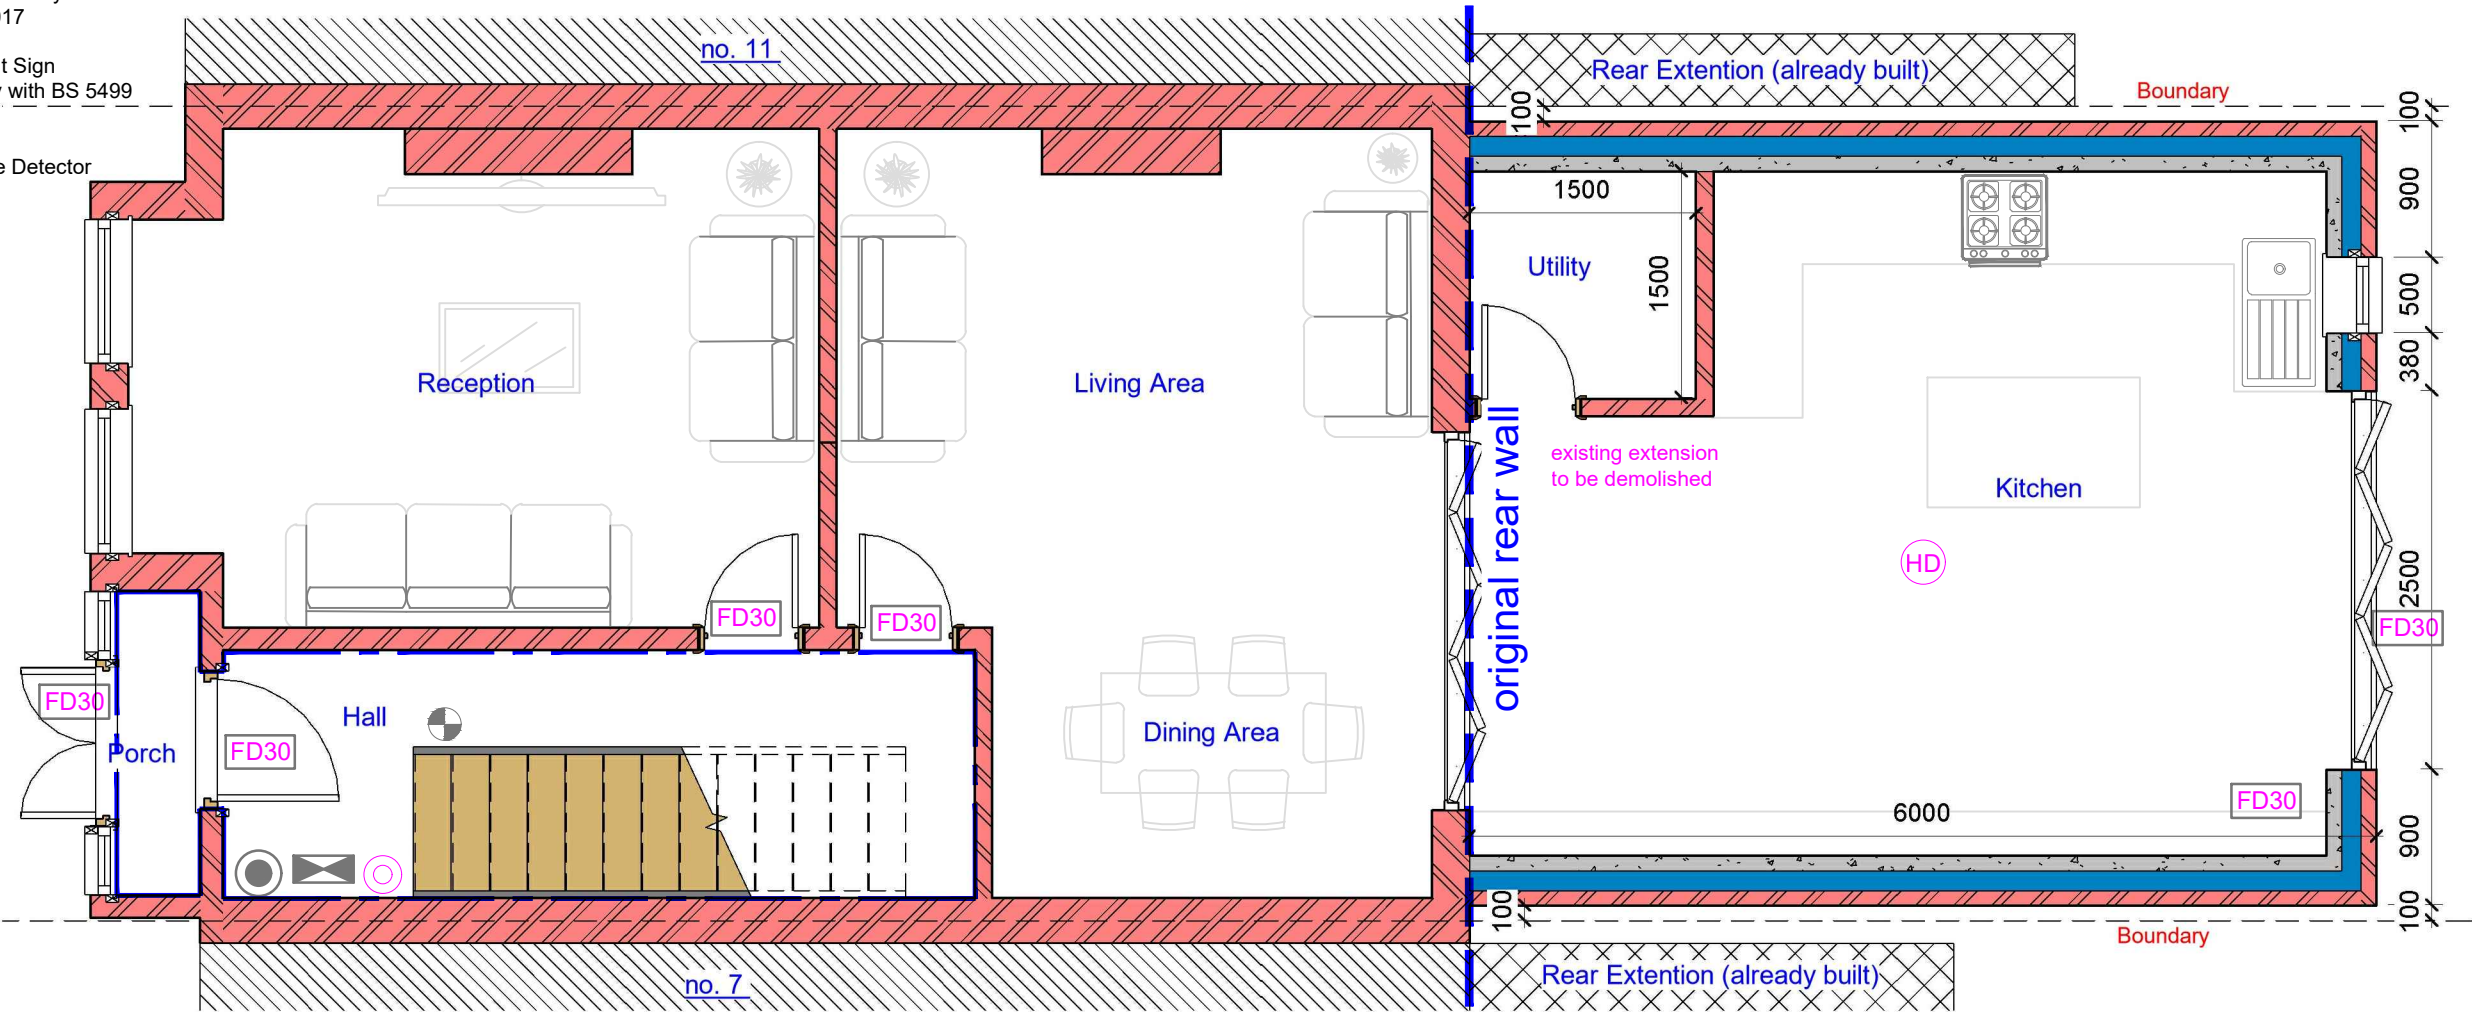 017
t Sign
with BS 5499
Detector
no. 11
Rear Extention (already built)
Boundary
100
100
900
500
380
2500
900
100
1500
1500
Utility
Reception
Living Area
original rear wall
existing extension
to be demolished
Kitchen
HD
FD30
FD30
FD30
FD30
FD30
FD30
Hall
Porch
Dining Area
6000
100
Boundary
no. 7
Rear Extention (already built)